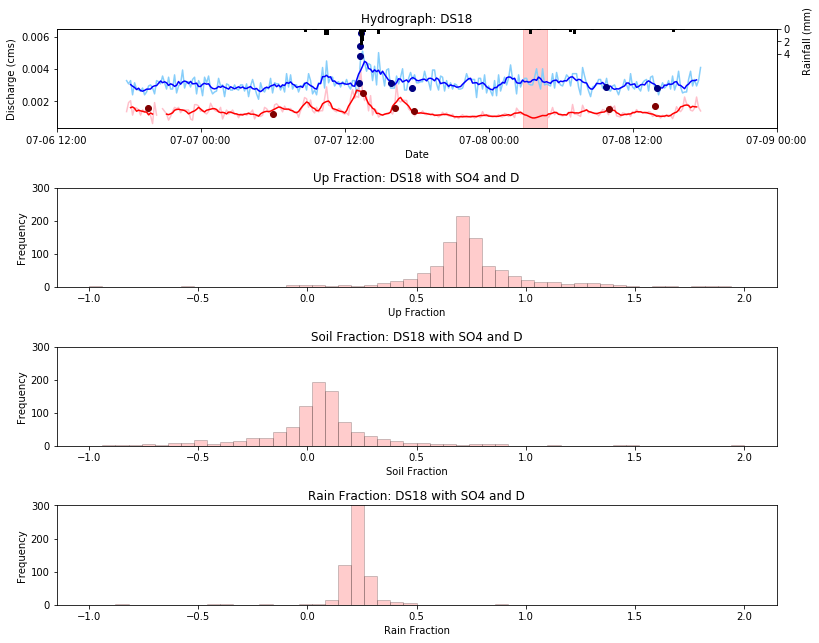 Hydrograph: DS18
0.006
0.004
0.002
Discharge (cms)
0
2
4
Rainfall (mm)
07-06 12:00 07-07 00:00 07-07 12:00 07-08 00:00 07-08 12:00 07-09 00:00
Date
Up Fraction: DS18 with SO4 and D
300
200
100
0
Frequency
−1.0 −0.5 0.0 0.5 1.0 1.5 2.0
Up Fraction
Soil Fraction: DS18 with SO4 and D
300
200
100
0
Frequency
−1.0 −0.5 0.0 0.5 1.0 1.5 2.0
Soil Fraction
Rain Fraction: DS18 with SO4 and D
300
200
100
0
Frequency
−1.0 −0.5 0.0 0.5 1.0 1.5 2.0
Rain Fraction